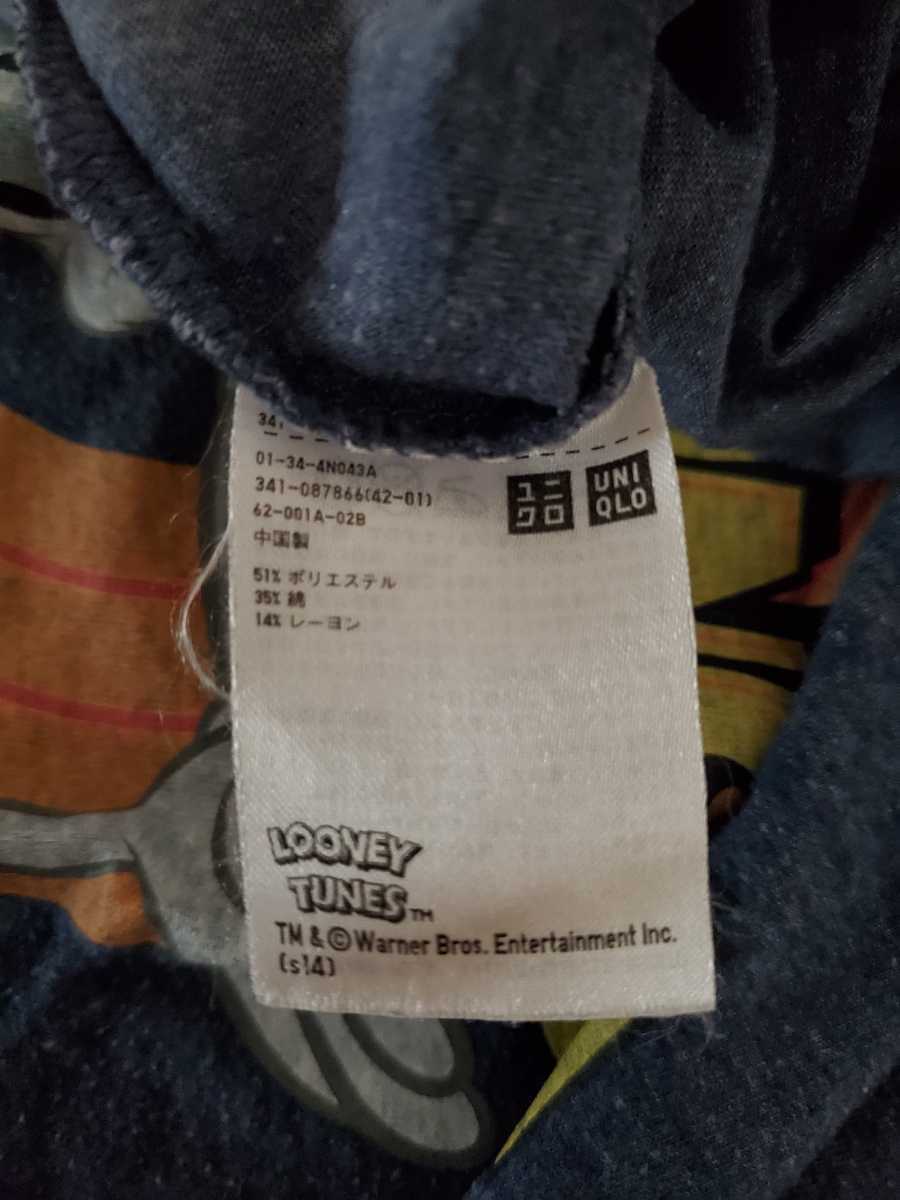 341
01-34-4N043A
341-087866(42-01)
62-001A-02B
中国製
51% ポリエステル
35% 綿
14% レーヨン
ユニ
クロ
UNI
QLO
LOONEY
TUNES™
TM & © Warner Bros. Entertainment Inc.
(s14)